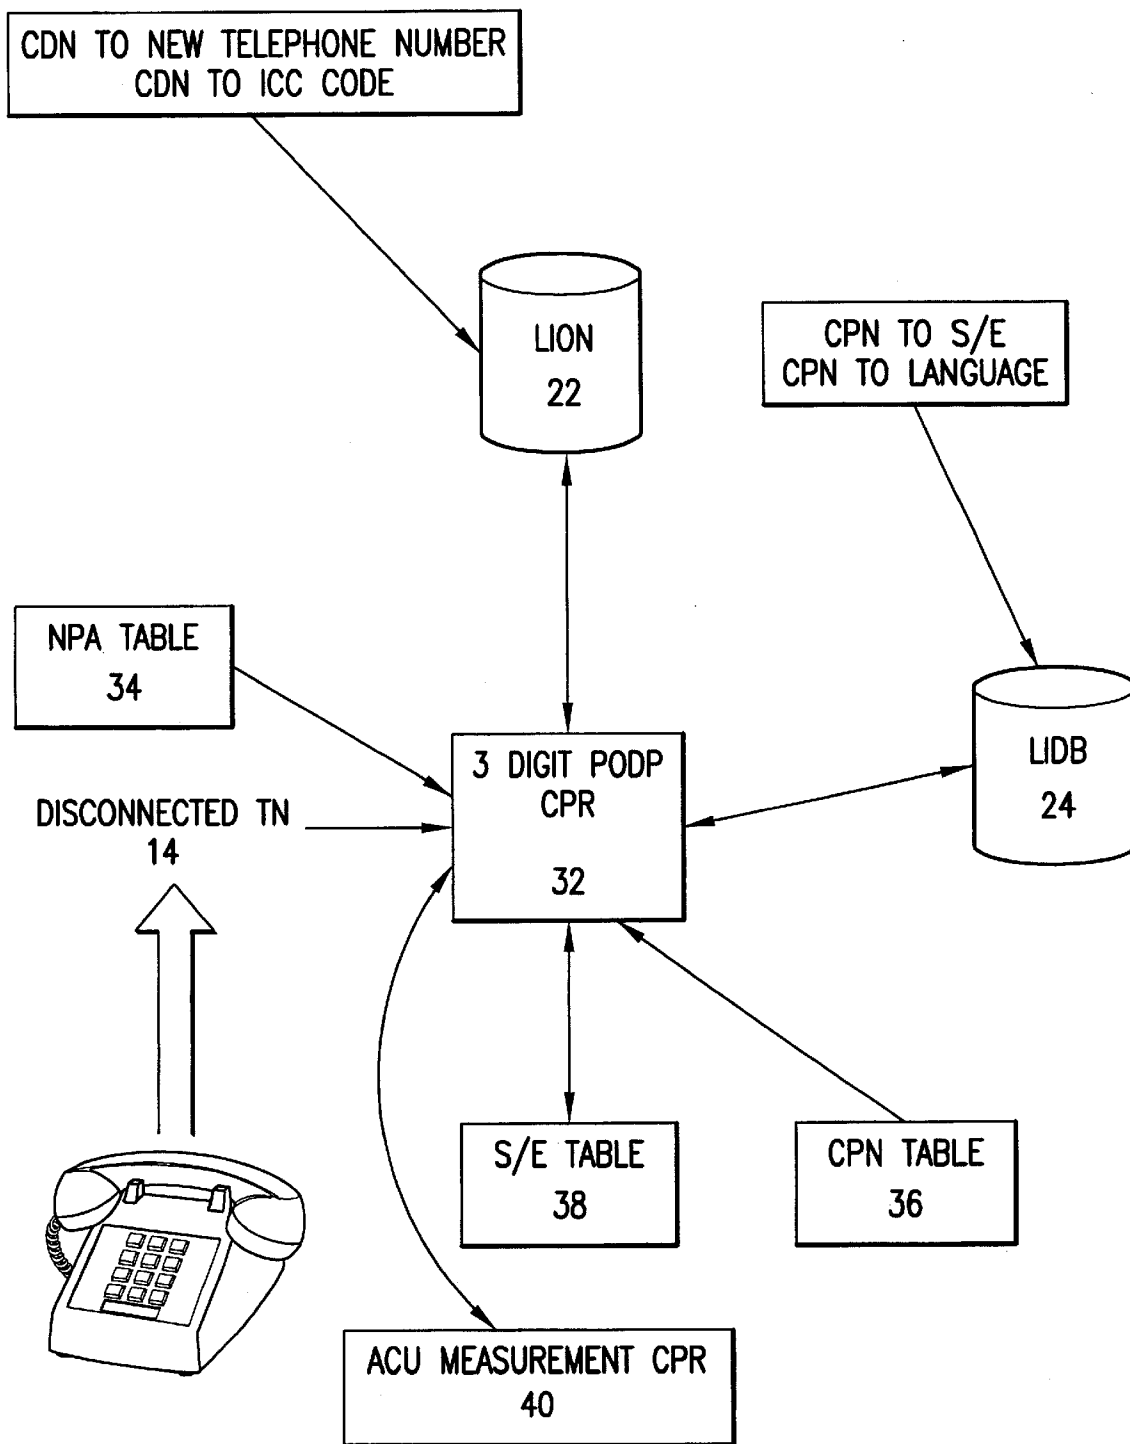 CDN TO NEW TELEPHONE NUMBER
CDN TO ICC CODE
LION
22
CPN TO S/E
CPN TO LANGUAGE
NPA TABLE
34
3 DIGIT PODP
CPR
32
LIDB
24
DISCONNECTED TN
14
S/E TABLE
38
CPN TABLE
36
ACU MEASUREMENT CPR
40